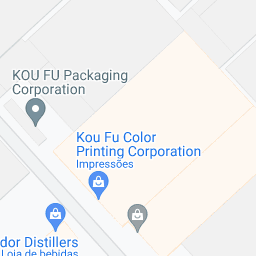 KOU FU Packaging
Corporation
Kou Fu Color
Printing Corporation
Impressões
dor Distillers
Loja de bebidas